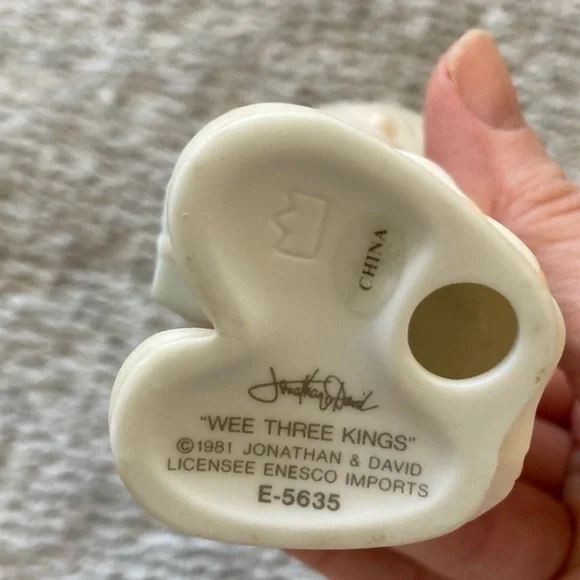 CHINA
Jonathan & David
"WEE THREE KINGS"
©1981 JONATHAN & DAVID
LICENSEE ENESCO IMPORTS
E-5635